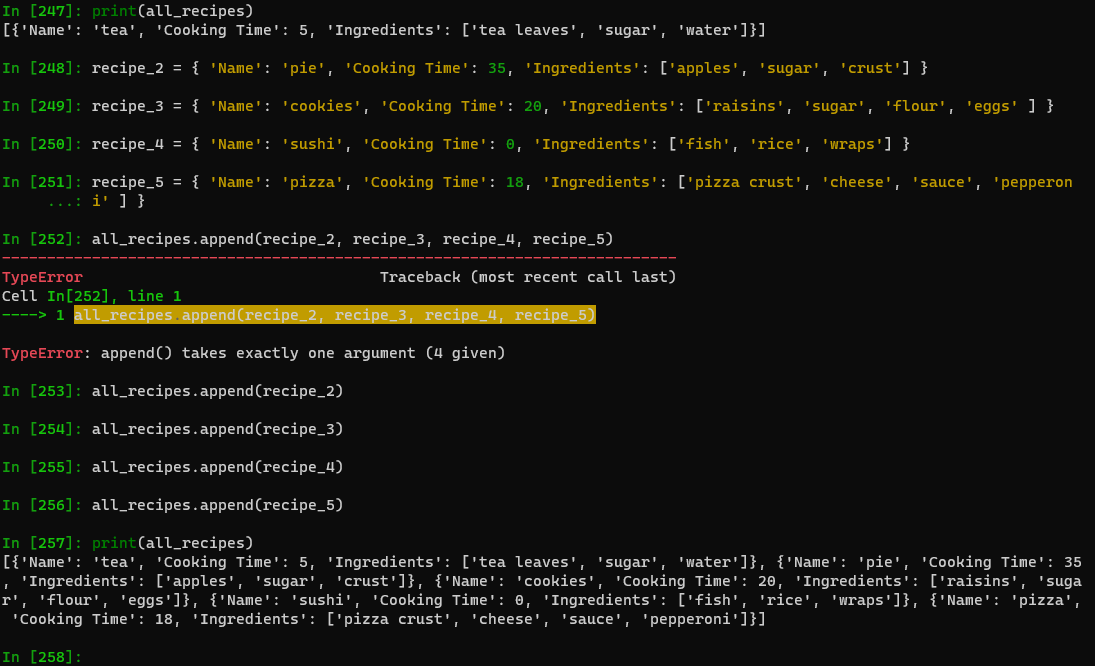 In [247]: print(all_recipes)
[{'Name': 'tea', 'Cooking Time': 5, 'Ingredients': ['tea leaves', 'sugar', 'water']}]
In [248]: recipe_2 = { 'Name': 'pie', 'Cooking Time': 35, 'Ingredients': ['apples', 'sugar', 'crust'] }
In [249]: recipe_3 = { 'Name': 'cookies', 'Cooking Time': 20, 'Ingredients': ['raisins', 'sugar', 'flour', 'eggs' ] }
In [250]: recipe_4 = { 'Name': 'sushi', 'Cooking Time': 0, 'Ingredients': ['fish', 'rice', 'wraps'] }
In [251]: recipe_5 = { 'Name': 'pizza', 'Cooking Time': 18, 'Ingredients': ['pizza crust', 'cheese', 'sauce', 'pepperon
     ...: i' ] }
In [252]: all_recipes.append(recipe_2, recipe_3, recipe_4, recipe_5)
---------------------------------------------------------------------------
TypeError                                 Traceback (most recent call last)
Cell In[252], line 1
----> 1 all_recipes.append(recipe_2, recipe_3, recipe_4, recipe_5)
TypeError: append() takes exactly one argument (4 given)
In [253]: all_recipes.append(recipe_2)
In [254]: all_recipes.append(recipe_3)
In [255]: all_recipes.append(recipe_4)
In [256]: all_recipes.append(recipe_5)
In [257]: print(all_recipes)
[{'Name': 'tea', 'Cooking Time': 5, 'Ingredients': ['tea leaves', 'sugar', 'water']}, {'Name': 'pie', 'Cooking Time': 35
, 'Ingredients': ['apples', 'sugar', 'crust']}, {'Name': 'cookies', 'Cooking Time': 20, 'Ingredients': ['raisins', 'suga
r', 'flour', 'eggs']}, {'Name': 'sushi', 'Cooking Time': 0, 'Ingredients': ['fish', 'rice', 'wraps']}, {'Name': 'pizza',
 'Cooking Time': 18, 'Ingredients': ['pizza crust', 'cheese', 'sauce', 'pepperoni']}]
In [258]: